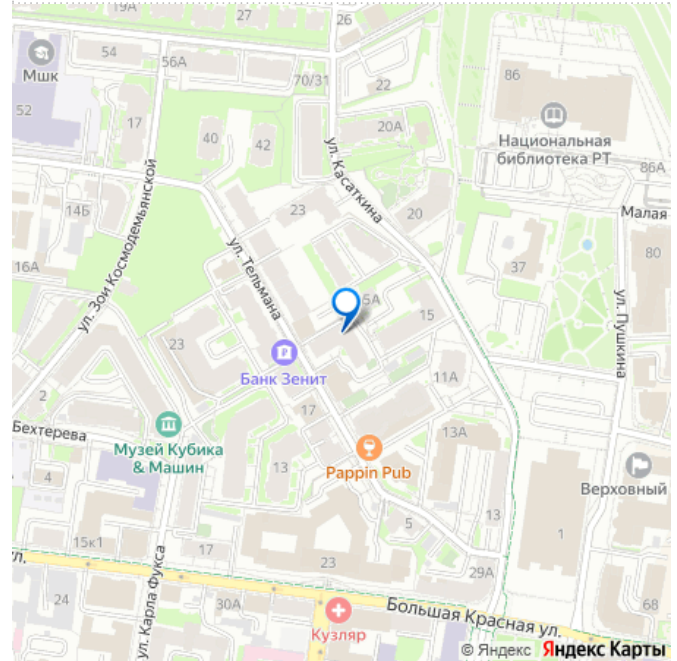 19А
27
26
54
56А
Мшк
52
17
40
42
70/31
22
20А
86
Национальная
библиотека РТ
86А
ул. Касаткина
ул. Зои Космодемьянской
14Б
23
20
Малая
16А
ул. Тельмана
37
80
5А
15
ул. Пушкина
23
Банк Зенит
11А
2
17
Бехтерева
Музей Кубика
& Машин
13А
4
13
Pappin Pub
Верховный
5
13
15к1
17
1
ул.
23
29А
ул. Карла Фукса
24
30А
Кузляр
Большая Красная ул.
68
© Яндекс Яндекс Карты